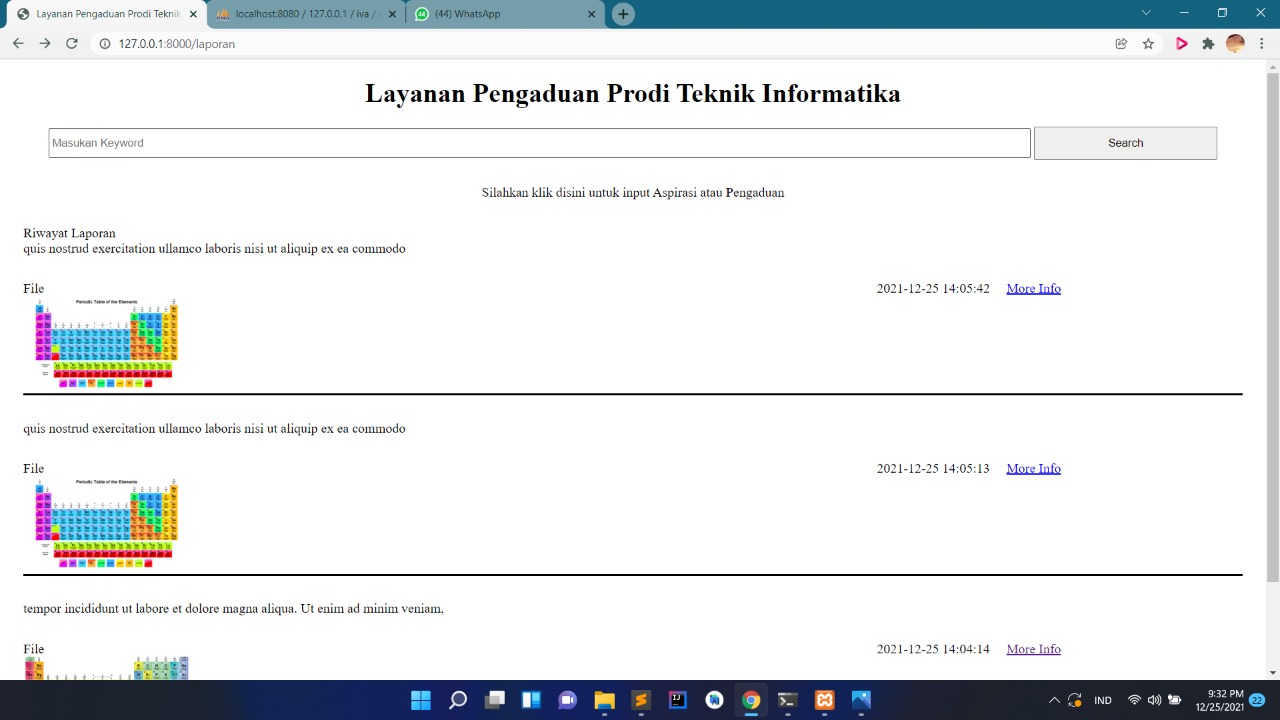 Layanan Pengaduan Prodi Teknik
localhost:8080 / 127.0.0.1 / iva /
(44) WhatsApp
127.0.0.1:8000/laporan
Layanan Pengaduan Prodi Teknik Informatika
Masukan Keyword
Search
Silahkan klik disini untuk input Aspirasi atau Pengaduan
Riwayat Laporan
quis nostrud exercitation ullamco laboris nisi ut aliquip ex ea commodo
File
2021-12-25 14:05:42 More Info
Periodic Table of the Elements
quis nostrud exercitation ullamco laboris nisi ut aliquip ex ea commodo
File
2021-12-25 14:05:13 More Info
Periodic Table of the Elements
tempor incididunt ut labore et dolore magna aliqua. Ut enim ad minim veniam,
File
2021-12-25 14:04:14 More Info
IND
9:32 PM
12/25/2021
22